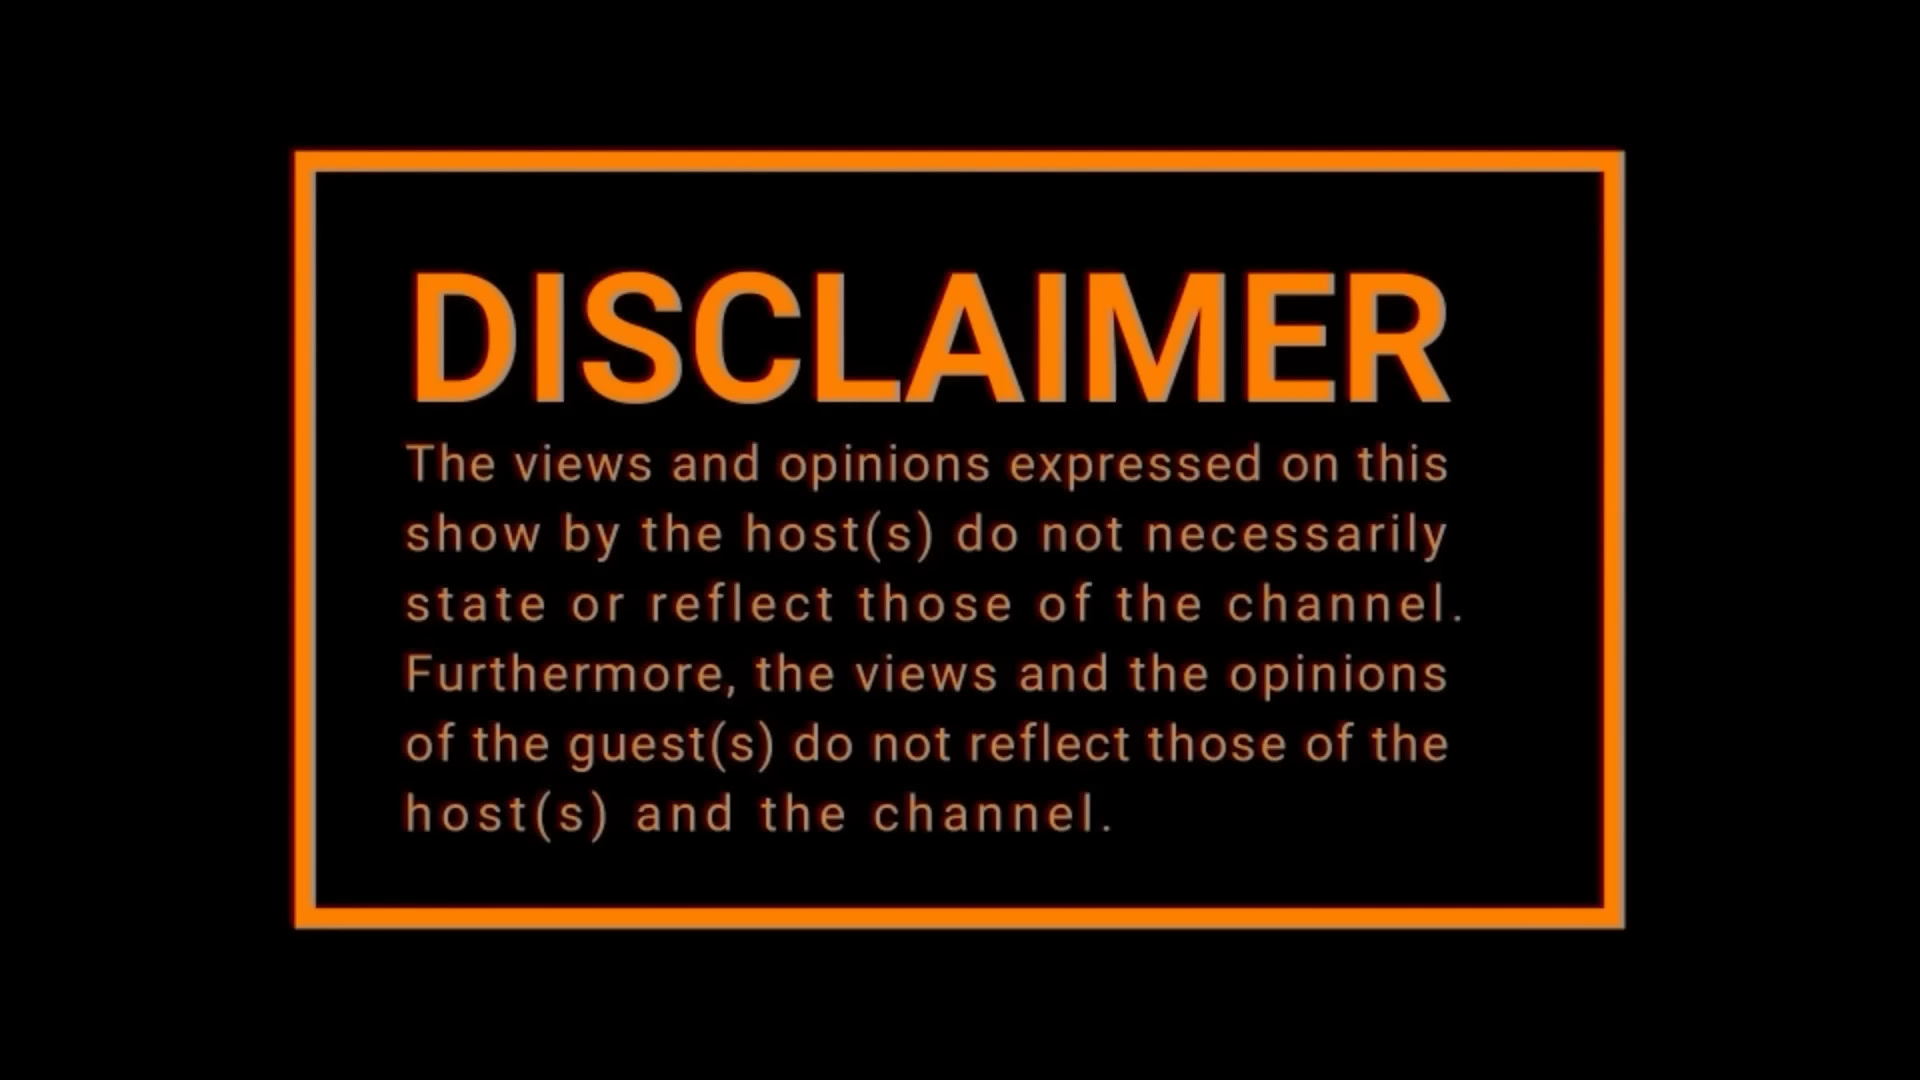 DISCLAIMER
The views and opinions expressed on this
show by the host(s) do not necessarily
state or reflect those of the channel.
Furthermore, the views and the opinions
of the guest(s) do not reflect those of the
host(s) and the channel.